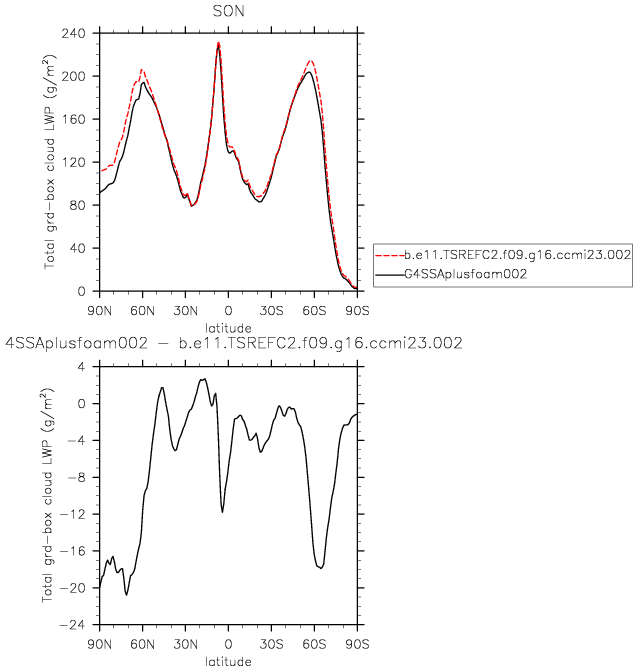 SON
Total grd-box cloud LWP (g/m²)
240
200
160
120
80
40
0
90N 60N 30N 0 30S 60S 90S
latitude
b.e11.TSREFC2.f09.g16.ccmi23.002
G4SSAplusfoam002
4SSAplusfoam002 − b.e11.TSREFC2.f09.g16.ccmi23.002
Total grd-box cloud LWP (g/m²)
4
0
−4
−8
−12
−16
−20
−24
90N 60N 30N 0 30S 60S 90S
latitude